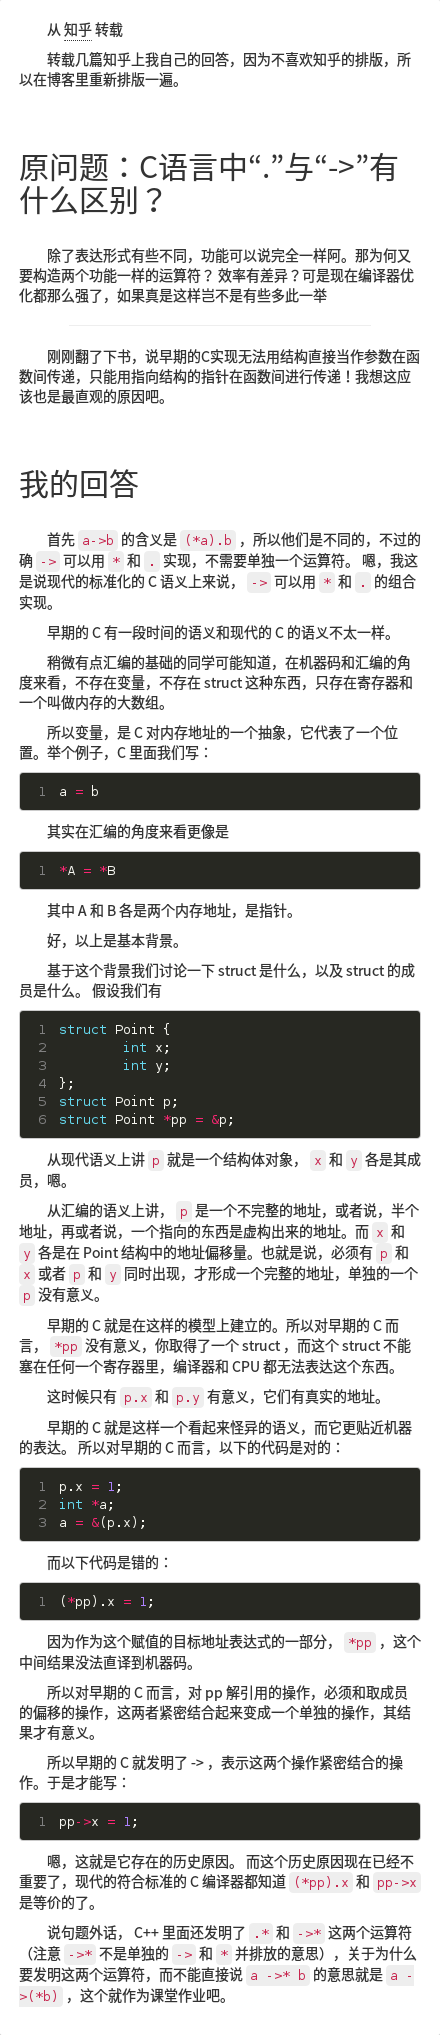 从 知乎 转载
转载几篇知乎上我自己的回答，因为不喜欢知乎的排版，所
以在博客里重新排版一遍。
原问题：C语言中“.”与“->”有
什么区别？
除了表达形式有些不同，功能可以说完全一样阿。那为何又
要构造两个功能一样的运算符？ 效率有差异？可是现在编译器优
化都那么强了，如果真是这样岂不是有些多此一举
刚刚翻了下书，说早期的C实现无法用结构直接当作参数在函
数间传递，只能用指向结构的指针在函数间进行传递！我想这应
该也是最直观的原因吧。
我的回答
首先 a->b 的含义是 (*a).b ，所以他们是不同的，不过的
确 -> 可以用 * 和 . 实现，不需要单独一个运算符。 嗯，我这
是说现代的标准化的 C 语义上来说， -> 可以用 * 和 . 的组合
实现。
早期的 C 有一段时间的语义和现代的 C 的语义不太一样。
稍微有点汇编的基础的同学可能知道，在机器码和汇编的角
度来看，不存在变量，不存在 struct 这种东西，只存在寄存器和
一个叫做内存的大数组。
所以变量，是 C 对内存地址的一个抽象，它代表了一个位
置。举个例子，C 里面我们写：
1 a = b
其实在汇编的角度来看更像是
1 *A = *B
其中 A 和 B 各是两个内存地址，是指针。
好，以上是基本背景。
基于这个背景我们讨论一下 struct 是什么，以及 struct 的成
员是什么。 假设我们有
1 struct Point {
2         int x;
3         int y;
4 };
5 struct Point p;
6 struct Point *pp = &p;
从现代语义上讲 p 就是一个结构体对象， x 和 y 各是其成
员，嗯。
从汇编的语义上讲， p 是一个不完整的地址，或者说，半个
地址，再或者说，一个指向的东西是虚构出来的地址。而 x 和
y 各是在 Point 结构中的地址偏移量。也就是说，必须有 p 和
x 或者 p 和 y 同时出现，才形成一个完整的地址，单独的一个
p 没有意义。
早期的 C 就是在这样的模型上建立的。所以对早期的 C 而
言， *pp 没有意义，你取得了一个 struct ，而这个 struct 不能
塞在任何一个寄存器里，编译器和 CPU 都无法表达这个东西。
这时候只有 p.x 和 p.y 有意义，它们有真实的地址。
早期的 C 就是这样一个看起来怪异的语义，而它更贴近机器
的表达。 所以对早期的 C 而言，以下的代码是对的：
1 p.x = 1;
2 int *a;
3 a = &(p.x);
而以下代码是错的：
1 (*pp).x = 1;
因为作为这个赋值的目标地址表达式的一部分， *pp ，这个
中间结果没法直译到机器码。
所以对早期的 C 而言，对 pp 解引用的操作，必须和取成员
的偏移的操作，这两者紧密结合起来变成一个单独的操作，其结
果才有意义。
所以早期的 C 就发明了 -> ，表示这两个操作紧密结合的操
作。于是才能写：
1 pp->x = 1;
嗯，这就是它存在的历史原因。 而这个历史原因现在已经不
重要了，现代的符合标准的 C 编译器都知道 (*pp).x 和 pp->x
是等价的了。
说句题外话， C++ 里面还发明了 .* 和 ->* 这两个运算符
（注意 ->* 不是单独的 -> 和 * 并排放的意思），关于为什么
要发明这两个运算符，而不能直接说 a ->* b 的意思就是 a -
>(*b) ，这个就作为课堂作业吧。